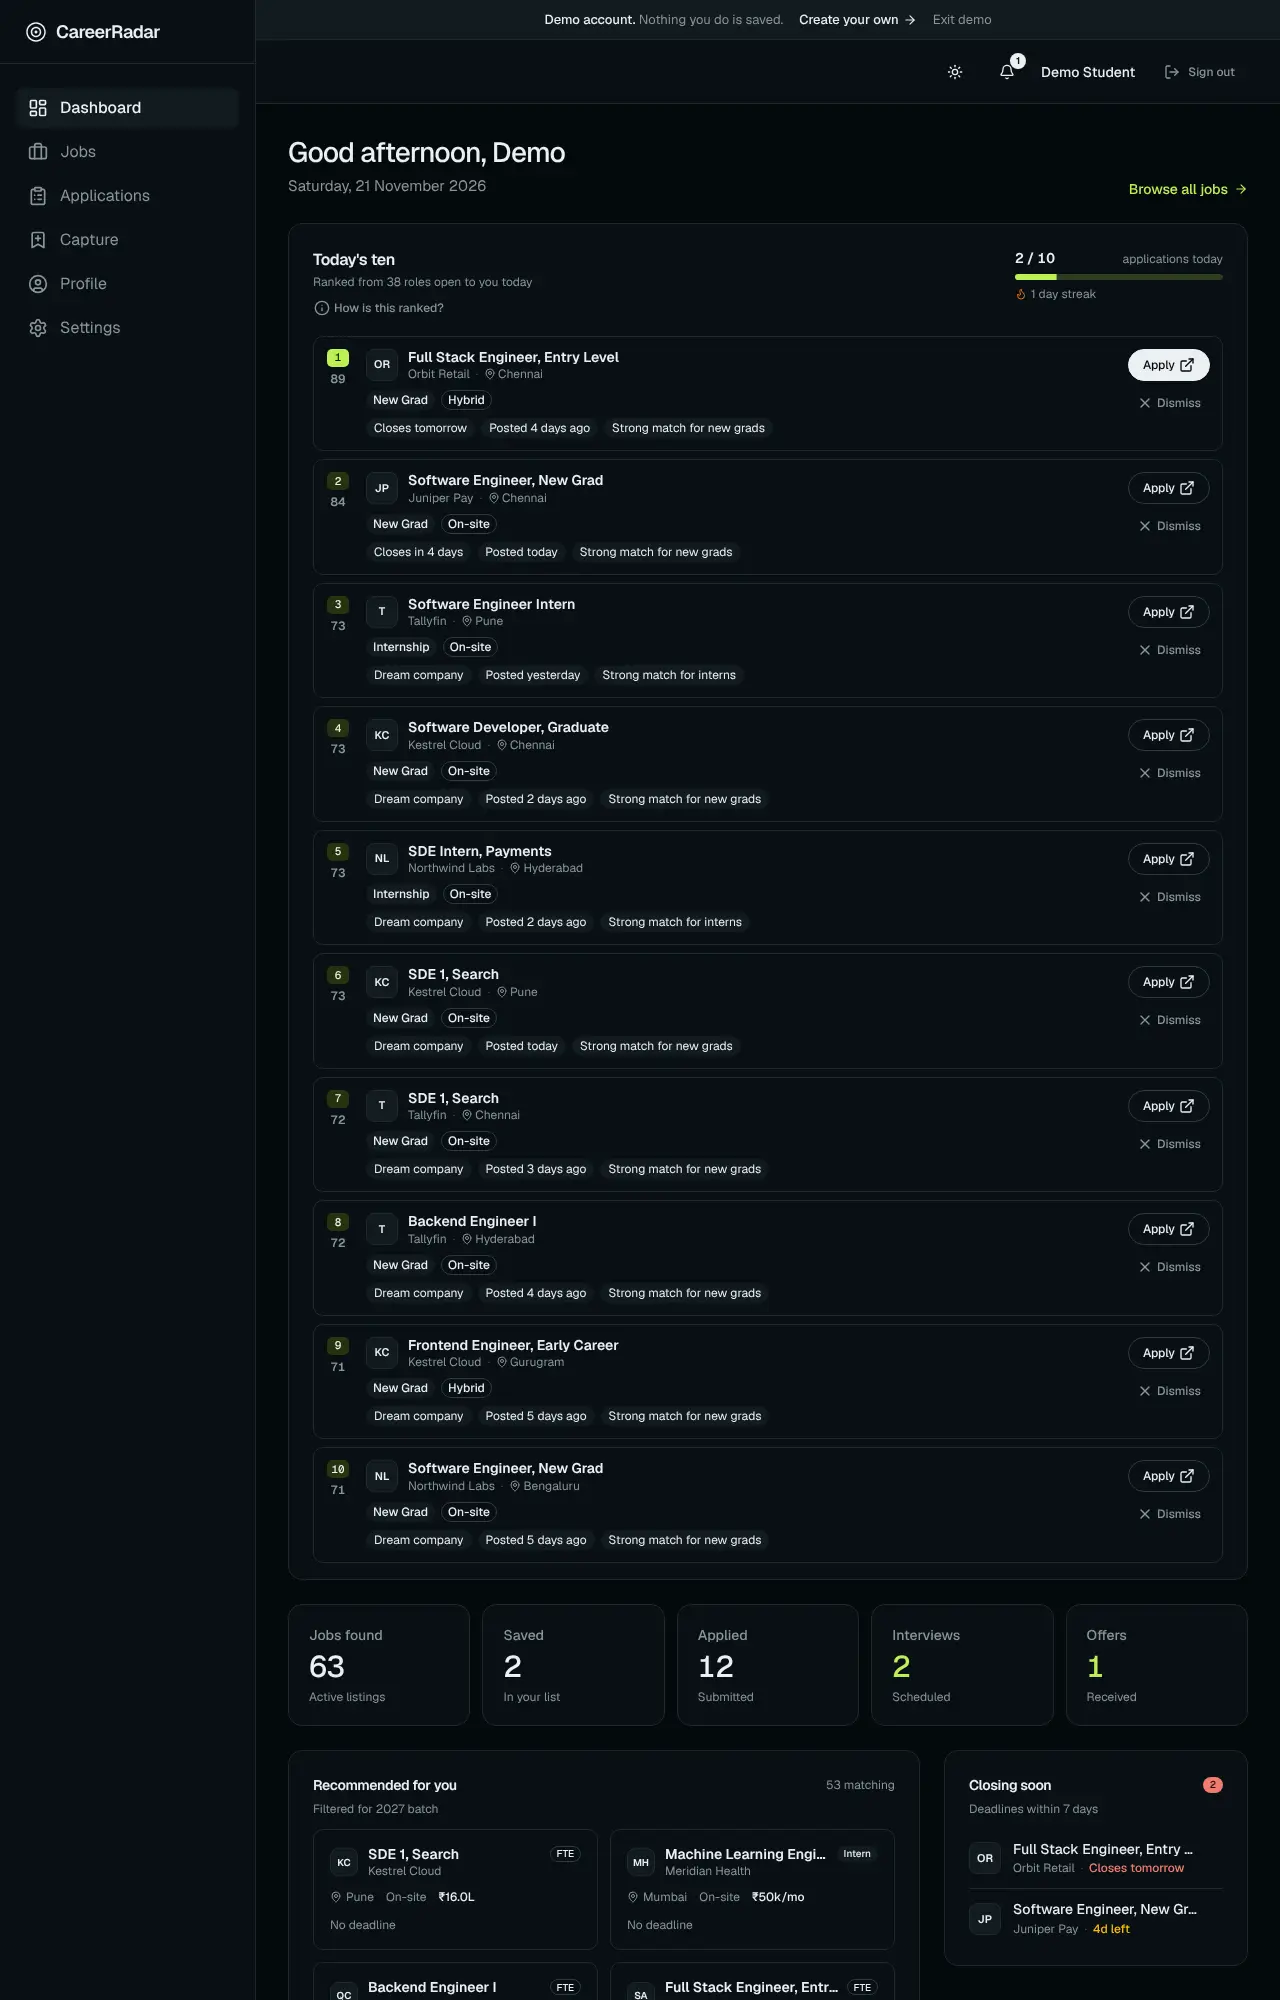 CareerRadar
Demo account. Nothing you do is saved. Create your own → Exit demo
1
Demo Student
Sign out
Dashboard
Jobs
Applications
Capture
Profile
Settings
Good afternoon, Demo
Saturday, 21 November 2026
Browse all jobs →
Today's ten
Ranked from 38 roles open to you today
How is this ranked?
2 / 10 applications today
1 day streak
1
89
OR
Full Stack Engineer, Entry Level
Orbit Retail · Chennai
New Grad Hybrid
Closes tomorrow Posted 4 days ago Strong match for new grads
Apply
Dismiss
2
84
JP
Software Engineer, New Grad
Juniper Pay · Chennai
New Grad On-site
Closes in 4 days Posted today Strong match for new grads
Apply
Dismiss
3
73
T
Software Engineer Intern
Tallyfin · Pune
Internship On-site
Dream company Posted yesterday Strong match for interns
Apply
Dismiss
4
73
KC
Software Developer, Graduate
Kestrel Cloud · Chennai
New Grad On-site
Dream company Posted 2 days ago Strong match for new grads
Apply
Dismiss
5
73
NL
SDE Intern, Payments
Northwind Labs · Hyderabad
Internship On-site
Dream company Posted 2 days ago Strong match for interns
Apply
Dismiss
6
73
KC
SDE 1, Search
Kestrel Cloud · Pune
New Grad On-site
Dream company Posted today Strong match for new grads
Apply
Dismiss
7
72
T
SDE 1, Search
Tallyfin · Chennai
New Grad On-site
Dream company Posted 3 days ago Strong match for new grads
Apply
Dismiss
8
72
T
Backend Engineer I
Tallyfin · Hyderabad
New Grad On-site
Dream company Posted 4 days ago Strong match for new grads
Apply
Dismiss
9
71
KC
Frontend Engineer, Early Career
Kestrel Cloud · Gurugram
New Grad Hybrid
Dream company Posted 5 days ago Strong match for new grads
Apply
Dismiss
10
71
NL
Software Engineer, New Grad
Northwind Labs · Bengaluru
New Grad On-site
Dream company Posted 5 days ago Strong match for new grads
Apply
Dismiss
Jobs found
63
Active listings
Saved
2
In your list
Applied
12
Submitted
Interviews
2
Scheduled
Offers
1
Received
Recommended for you
53 matching
Filtered for 2027 batch
KC
SDE 1, Search
FTE
Kestrel Cloud
Pune On-site ₹16.0L
No deadline
MH
Machine Learning Engi...
Intern
Meridian Health
Mumbai On-site ₹50k/mo
No deadline
QC
Backend Engineer I
FTE
SA
Full Stack Engineer, Entr...
FTE
Closing soon
2
Deadlines within 7 days
OR
Full Stack Engineer, Entry ...
Orbit Retail · Closes tomorrow
JP
Software Engineer, New Gr...
Juniper Pay · 4d left